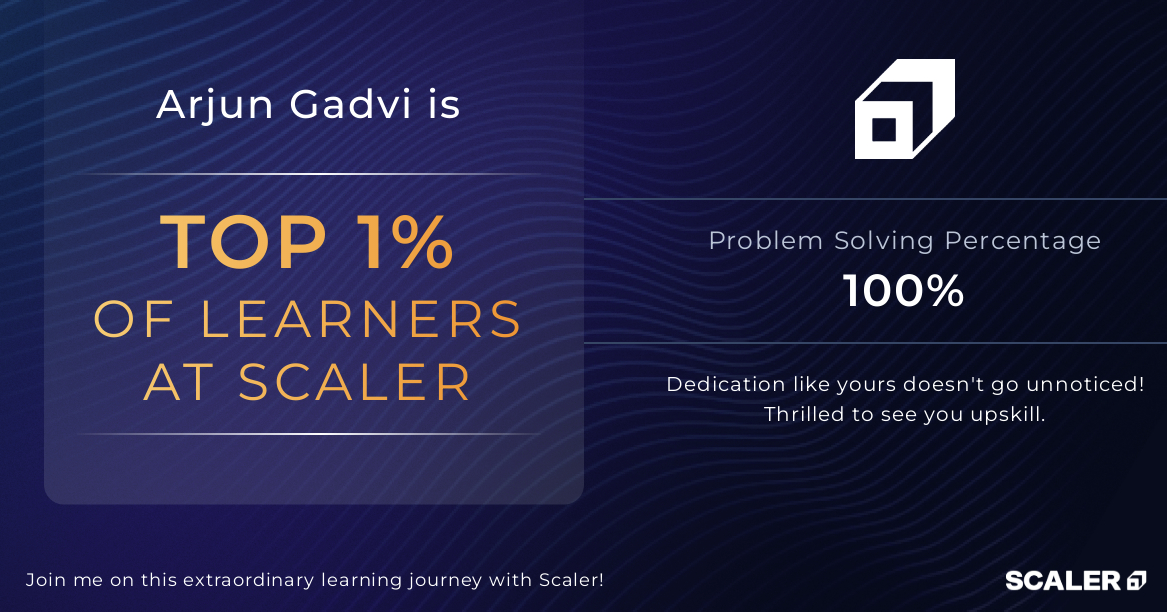 Arjun Gadvi is
TOP 1%
OF LEARNERS
AT SCALER
Problem Solving Percentage
100%
Dedication like yours doesn't go unnoticed!
Thrilled to see you upskill.
Join me on this extraordinary learning journey with Scaler!
SCALER